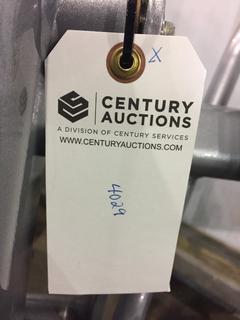 X
CENTURY
AUCTIONS
A DIVISION OF CENTURY SERVICES
WWW.CENTURYAUCTIONS.COM
4029